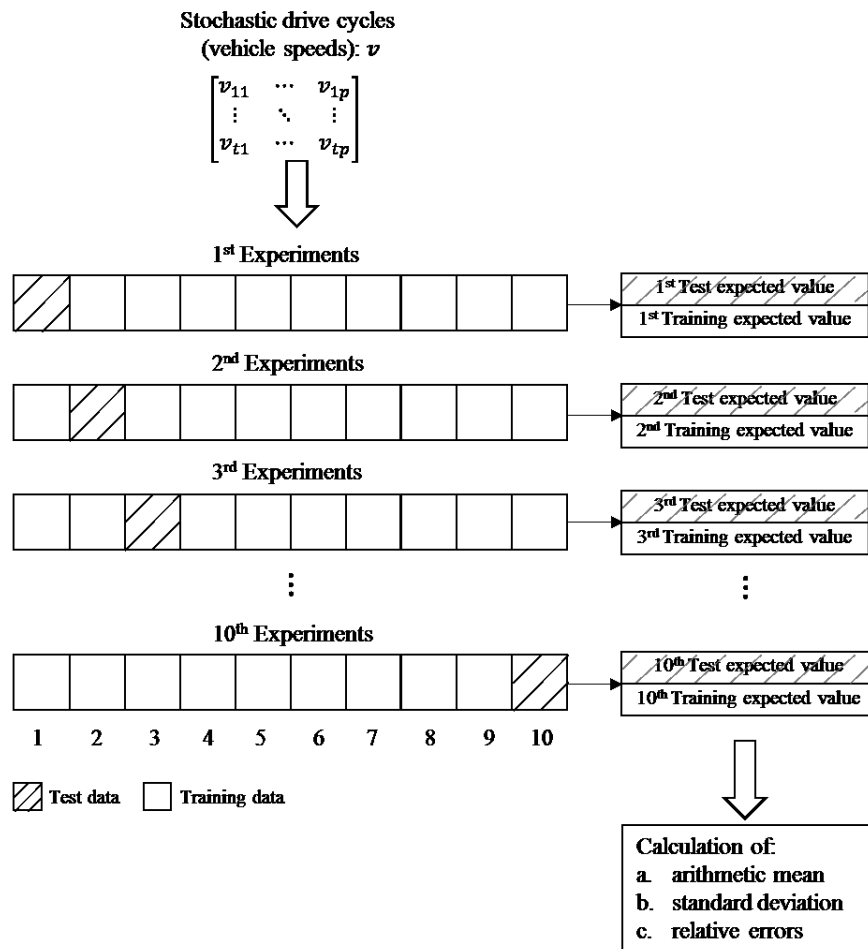 Stochastic drive cycles
(vehicle speeds): v
v11 ⋯ v1p
⋮ ⋱ ⋮
vt1 ⋯ vtp
1st Experiments
1st Test expected value
1st Training expected value
2nd Experiments
2nd Test expected value
2nd Training expected value
3rd Experiments
3rd Test expected value
3rd Training expected value
⋮ ⋮
10th Experiments
10th Test expected value
10th Training expected value
1 2 3 4 5 6 7 8 9 10
Test data Training data
Calculation of:
a. arithmetic mean
b. standard deviation
c. relative errors